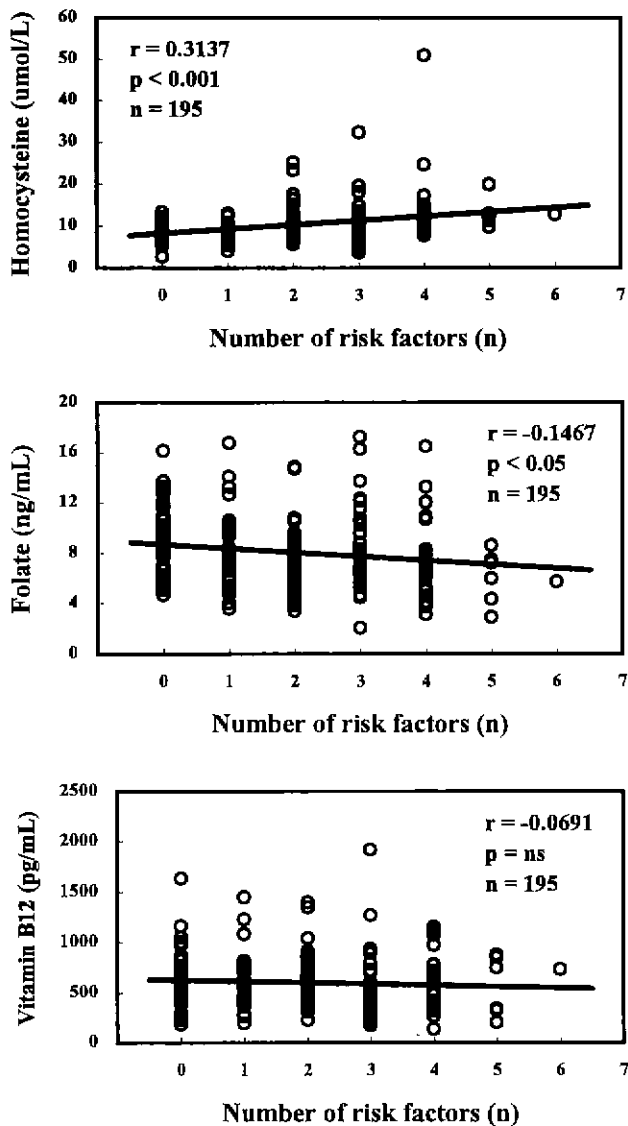 Homocysteine (umol/L)
60
50
40
30
20
10
0
r = 0.3137
p < 0.001
n = 195
0 1 2 3 4 5 6 7
Number of risk factors (n)
Folate (ng/mL)
20
16
12
8
4
0
r = -0.1467
p < 0.05
n = 195
0 1 2 3 4 5 6 7
Number of risk factors (n)
Vitamin B12 (pg/mL)
2500
2000
1500
1000
500
0
r = -0.0691
p = ns
n = 195
0 1 2 3 4 5 6 7
Number of risk factors (n)